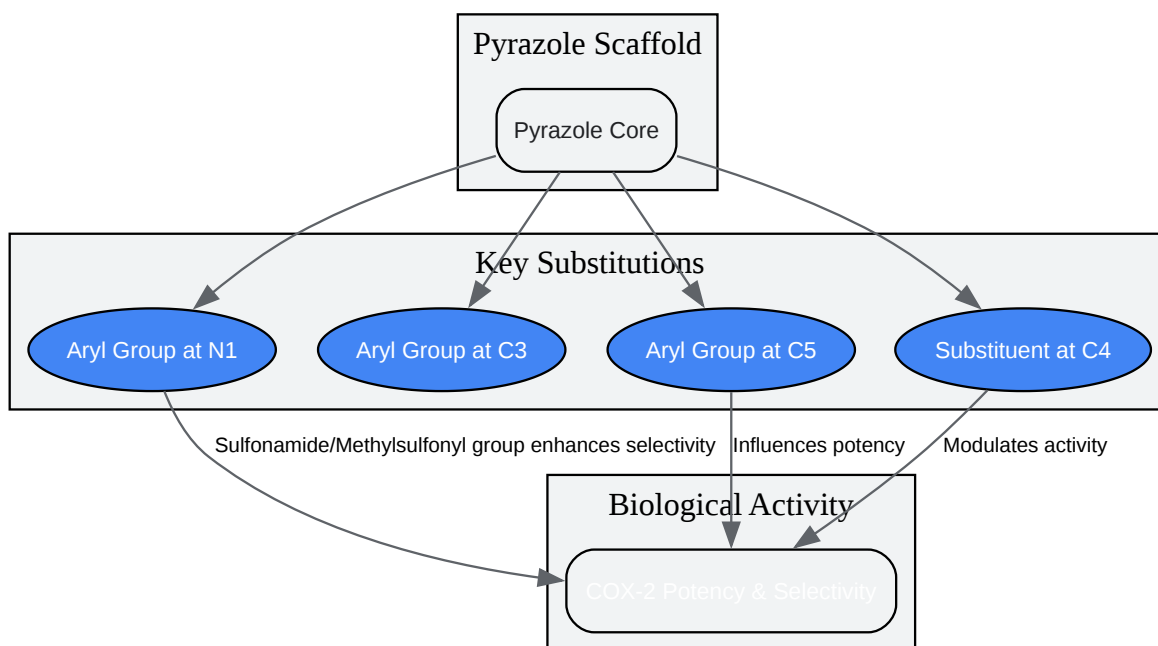 Pyrazole Scaffold
Pyrazole Core
Key Substitutions
Aryl Group at N1
Aryl Group at C3
Aryl Group at C5
Substituent at C4
Sulfonamide/Methylsulfonyl group enhances selectivity
Influences potency
Modulates activity
Biological Activity
COX-2 Potency & Selectivity